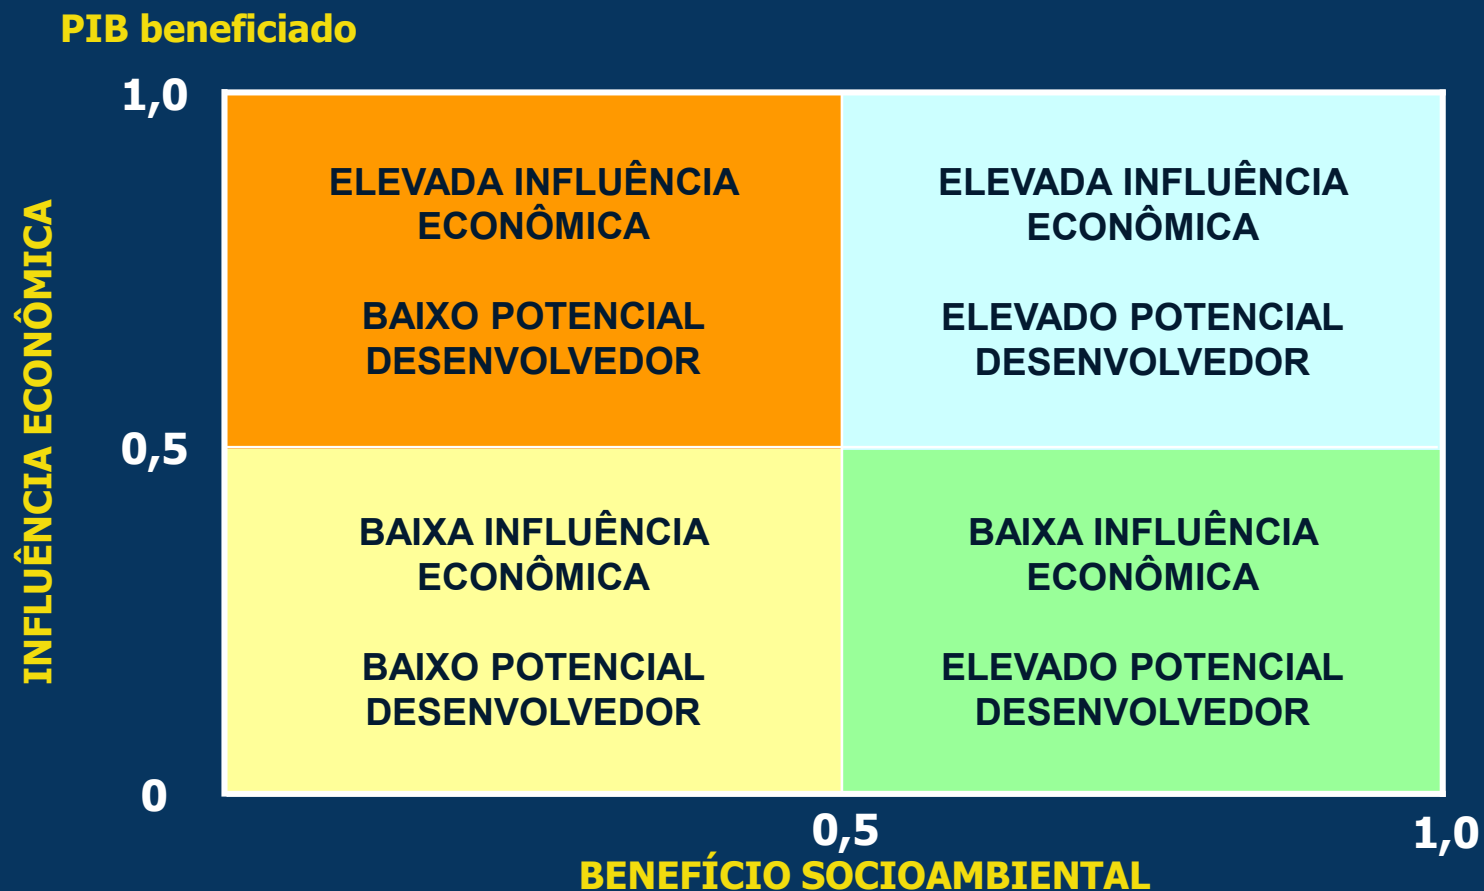 PIB beneficiado
1,0
INFLUÊNCIA ECONÔMICA
ELEVADA INFLUÊNCIA
ECONÔMICA
BAIXO POTENCIAL
DESENVOLVEDOR
ELEVADA INFLUÊNCIA
ECONÔMICA
ELEVADO POTENCIAL
DESENVOLVEDOR
0,5
BAIXA INFLUÊNCIA
ECONÔMICA
BAIXO POTENCIAL
DESENVOLVEDOR
BAIXA INFLUÊNCIA
ECONÔMICA
ELEVADO POTENCIAL
DESENVOLVEDOR
0
0,5
1,0
BENEFÍCIO SOCIOAMBIENTAL